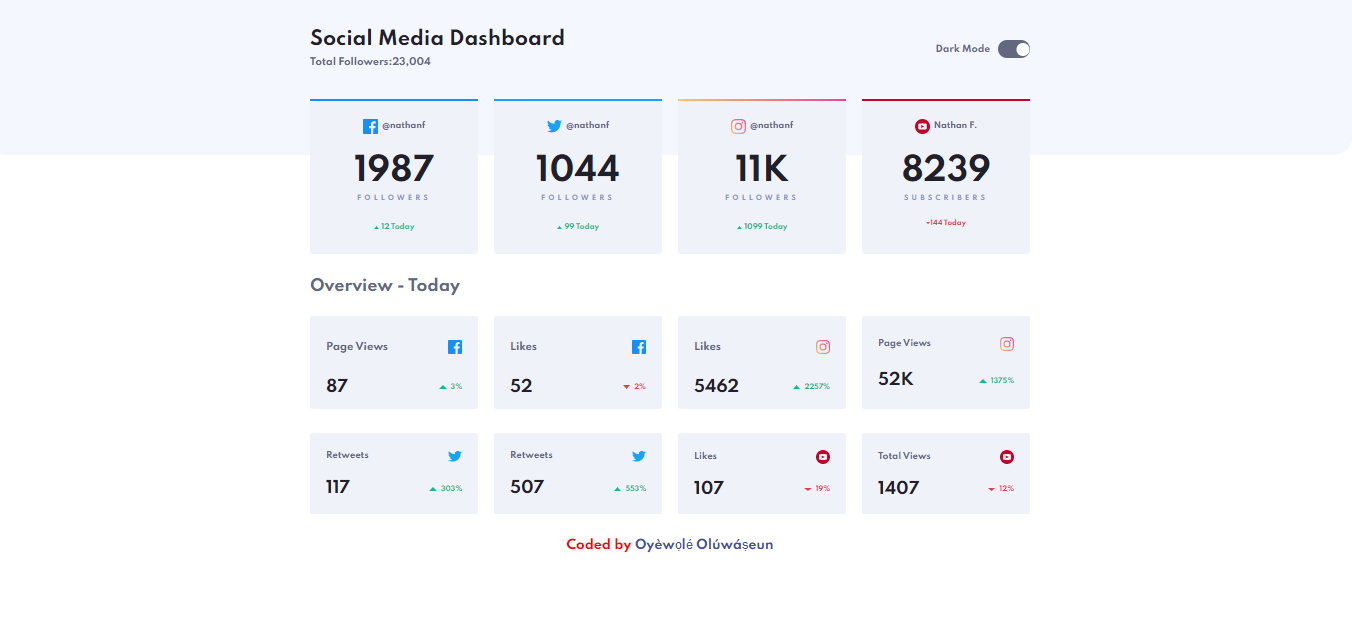 Social Media Dashboard
Total Followers:23,004
Dark Mode
@nathanf
1987
FOLLOWERS
12 Today
@nathanf
1044
FOLLOWERS
99 Today
@nathanf
11K
FOLLOWERS
1099 Today
Nathan F.
8239
SUBSCRIBERS
144 Today
Overview - Today
Page Views
87
3%
Likes
52
2%
Likes
5462
2257%
Page Views
52K
1375%
Retweets
117
303%
Retweets
507
553%
Likes
107
19%
Total Views
1407
12%
Coded by Oyèwọlé Olúwáṣeun